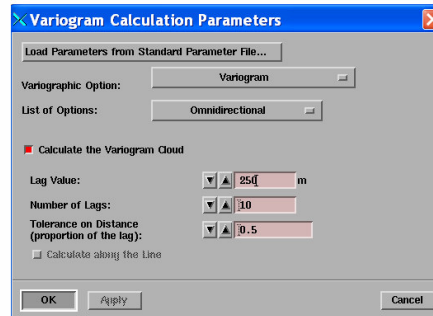 Variogram Calculation Parameters
Load Parameters from Standard Parameter File...
Variographic Option: Variogram
List of Options: Omnidirectional
Calculate the Variogram Cloud
Lag Value: 250 m
Number of Lags: 10
Tolerance on Distance
(proportion of the lag): 0.5
Calculate along the Line
OK Apply Cancel